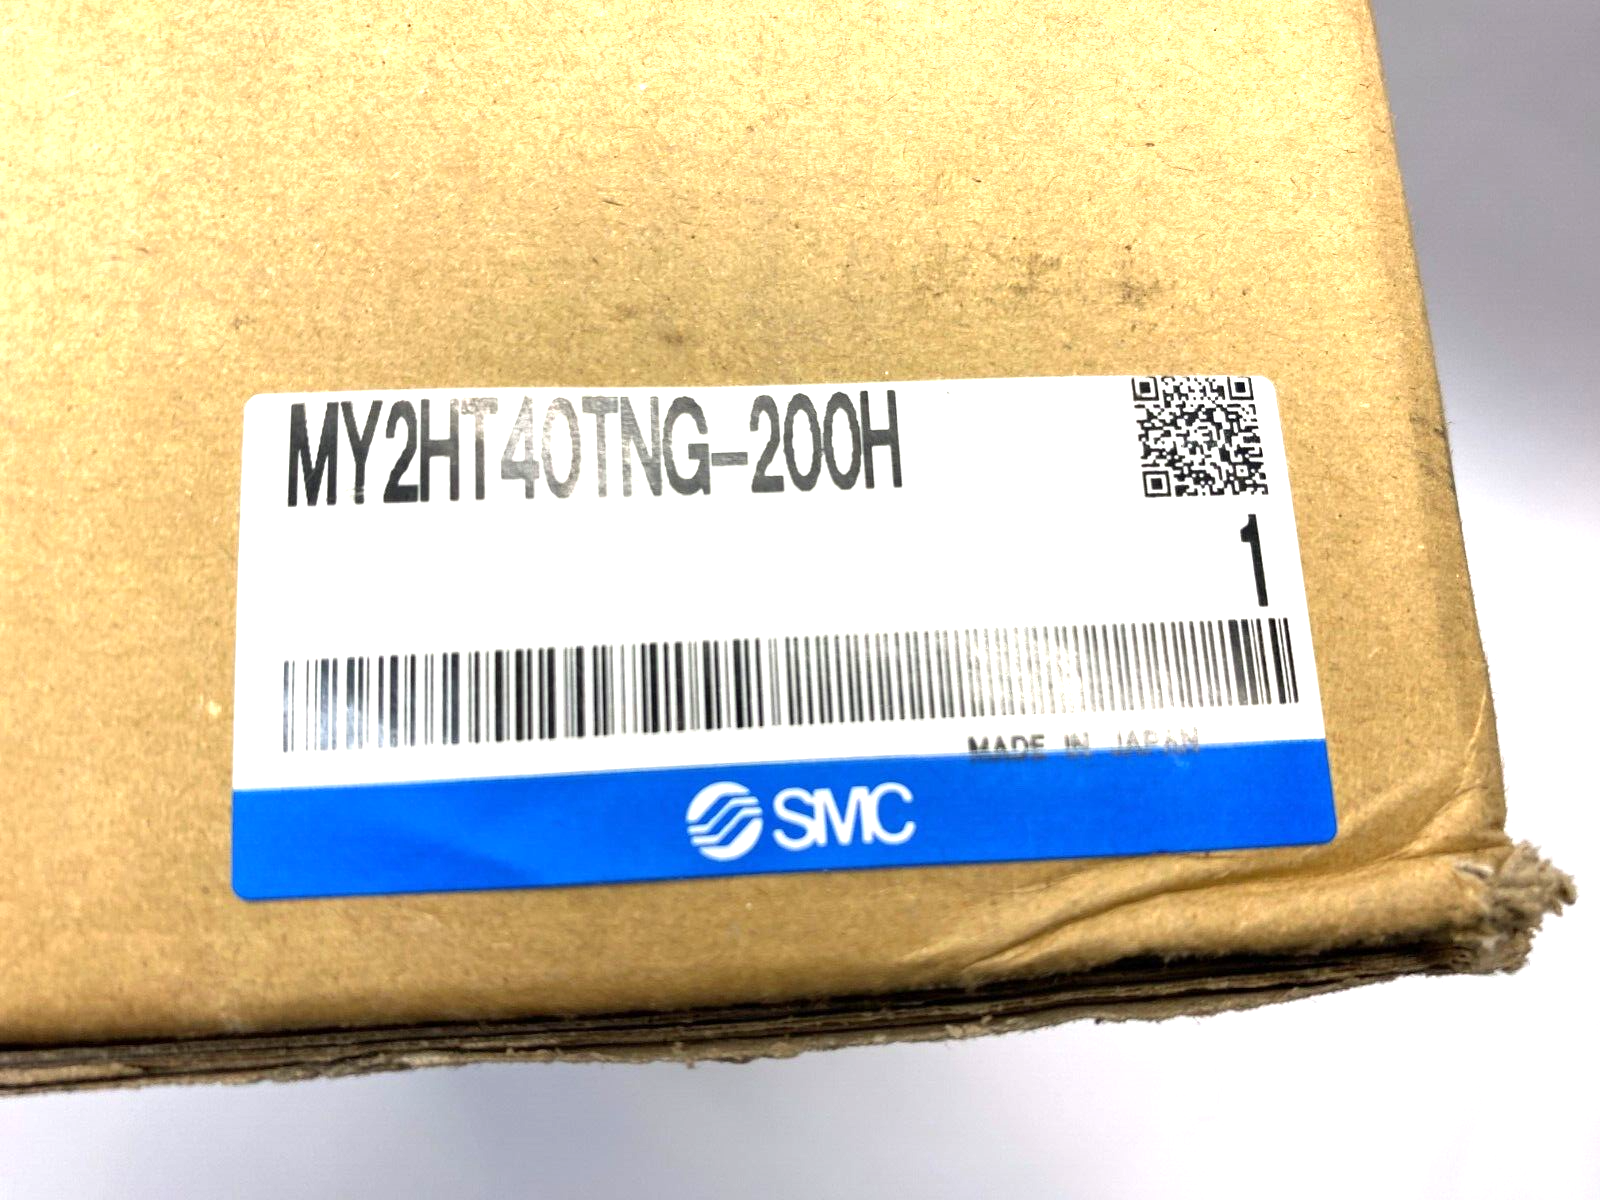 MY2HT40TNG-200H
1
MADE IN JAPAN
SMC